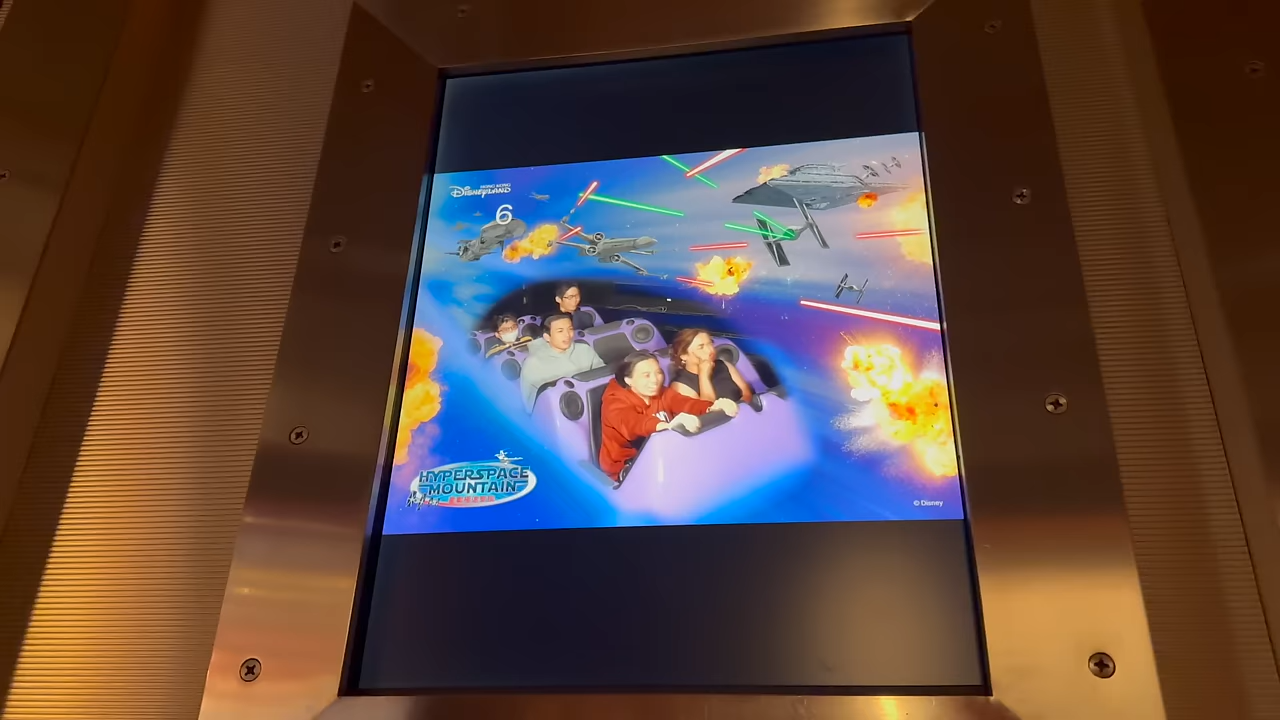 HONG KONG
DISNEYLAND
6
HYPERSPACE
MOUNTAIN
© Disney